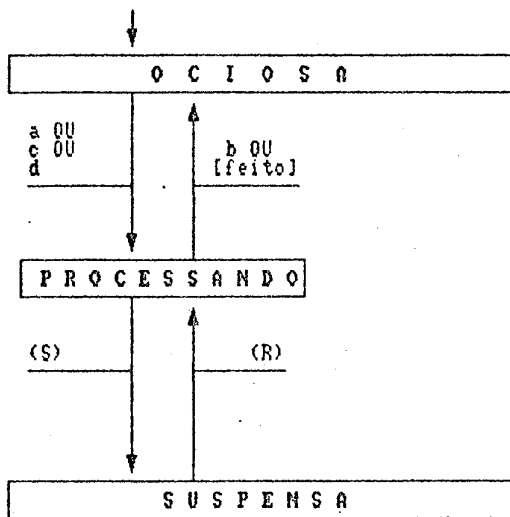 O C I O S A
a OU
c OU
d
b OU
[feito]
P R O C E S S A N D O
(S)
(R)
S U S P E N S A